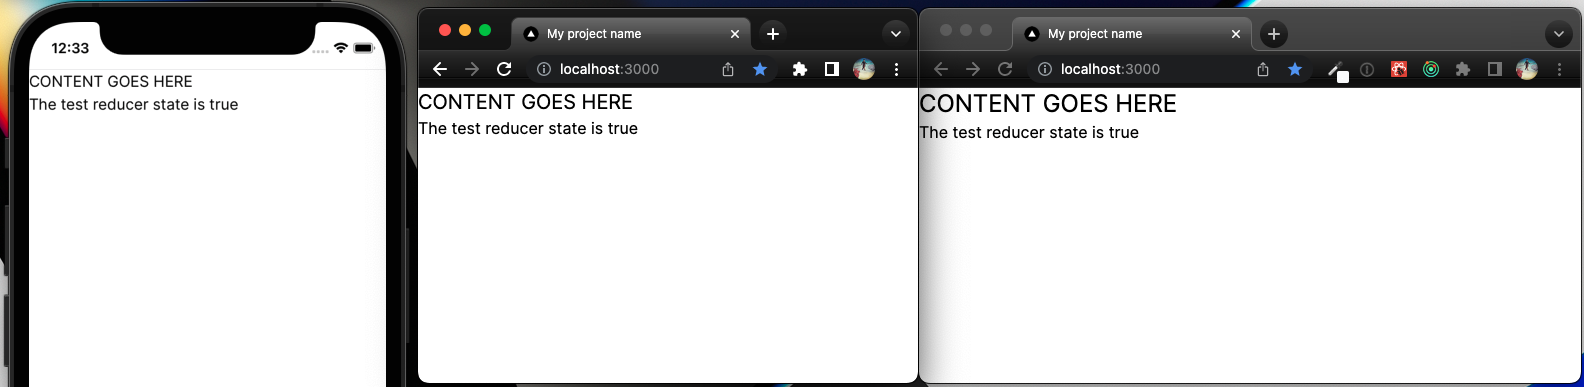 12:33
CONTENT GOES HERE
The test reducer state is true
My project name
localhost:3000
CONTENT GOES HERE
The test reducer state is true
My project name
localhost:3000
CONTENT GOES HERE
The test reducer state is true